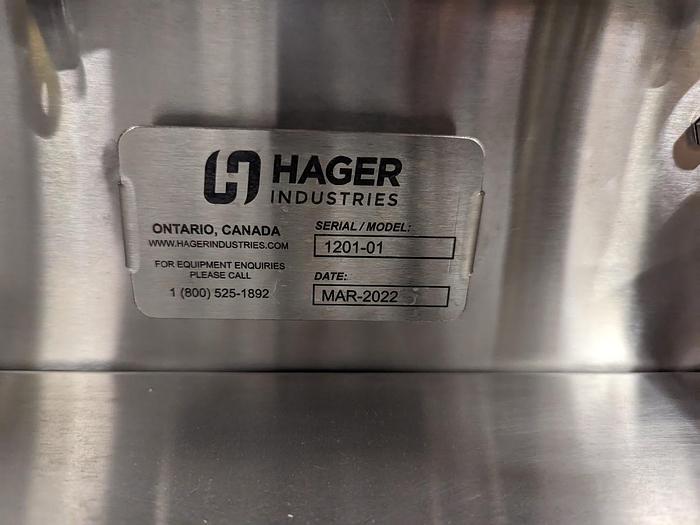 HAGER
INDUSTRIES
ONTARIO, CANADA
WWW.HAGERINDUSTRIES.COM
FOR EQUIPMENT ENQUIRIES
PLEASE CALL
1 (800) 525-1892
SERIAL / MODEL:
1201-01
DATE:
MAR-2022